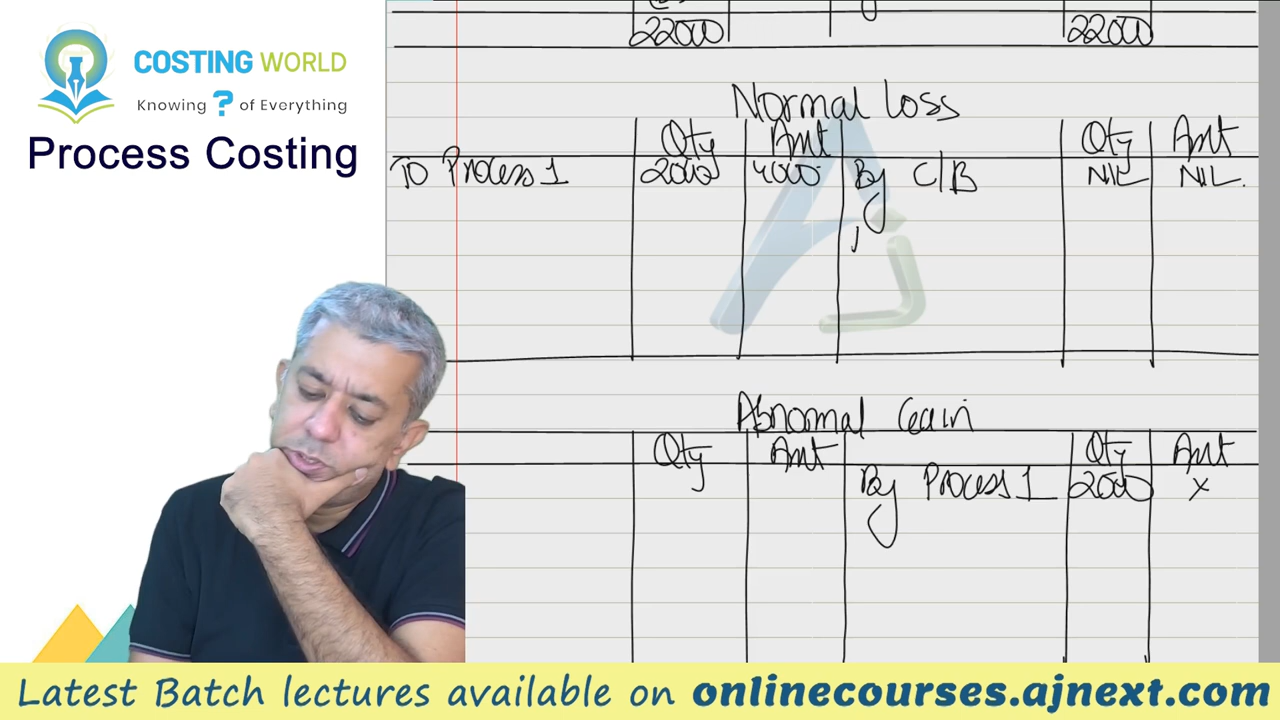 22000 22000
COSTING WORLD
Knowing ? of Everything
Process Costing
Normal Loss
Qty Amt Qty Amt
To Process 1 2000 4000 By C/B NIL NIL.
Abnormal Gain
Qty Amt Qty Amt
By Process 1 2000 x
Latest Batch lectures available on onlinecourses.ajnext.com